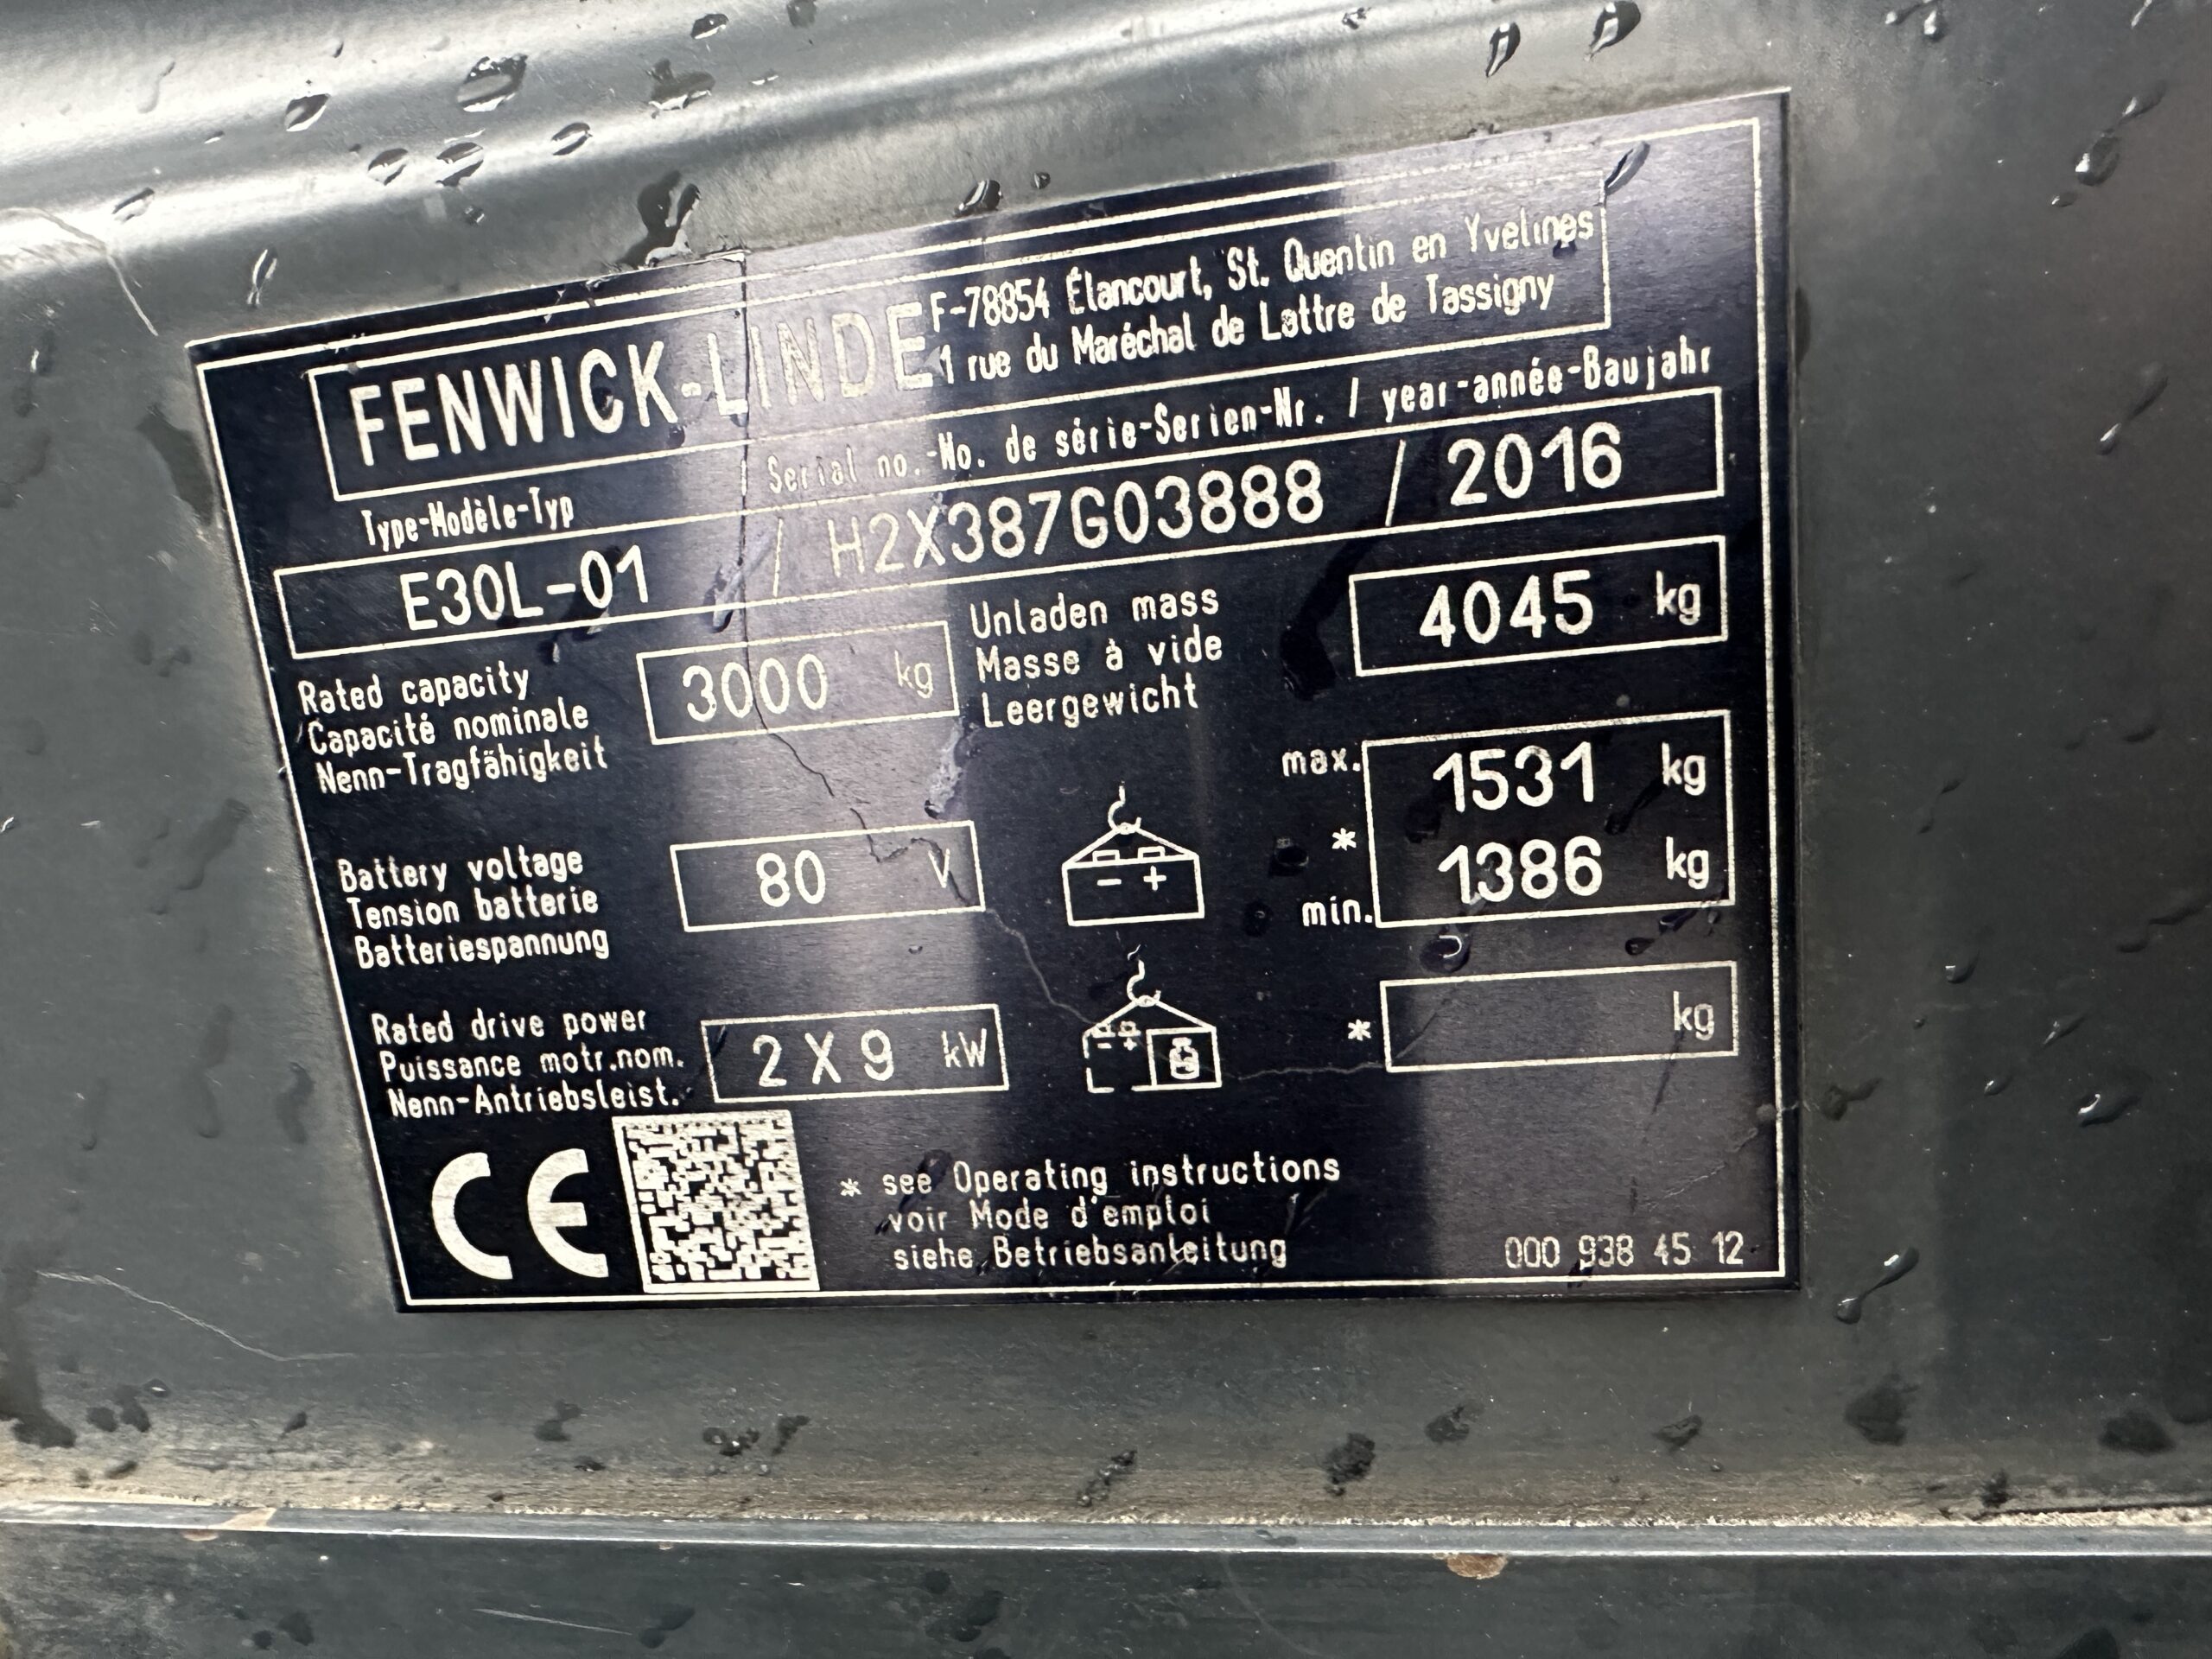 FENWICK-LINDE
F-78854 Élancourt, St. Quentin en Yvelines
1 rue du Maréchal de Lattre de Tassigny
Type-Modèle-Typ
Serial no.-No. de série-Serien-Nr. / year-année-Baujahr
E30L-01 / H2X387G03888 / 2016
Rated capacity
Capacité nominale
Nenn-Tragfähigkeit
3000 kg
Unladen mass
Masse à vide
Leergewicht
4045 kg
Battery voltage
Tension batterie
Batteriespannung
80 V
- +
max. 1531 kg
*
min. 1386 kg
Rated drive power
Puissance motr.nom.
Nenn-Antriebsleist.
2 X 9 kW
- +
* kg
CE
* see Operating instructions
voir Mode d'emploi
siehe Betriebsanleitung
000 938 45 12